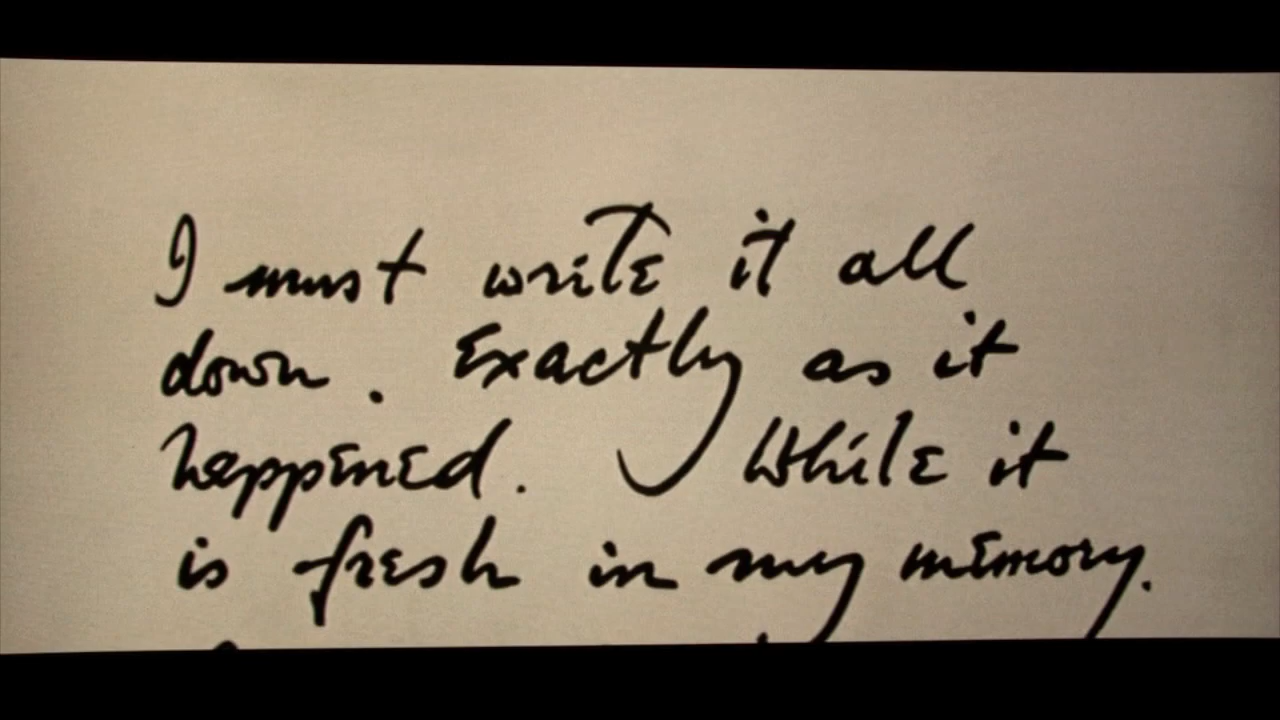 I must write it all
down. Exactly as it
happened. While it
is fresh in my memory.